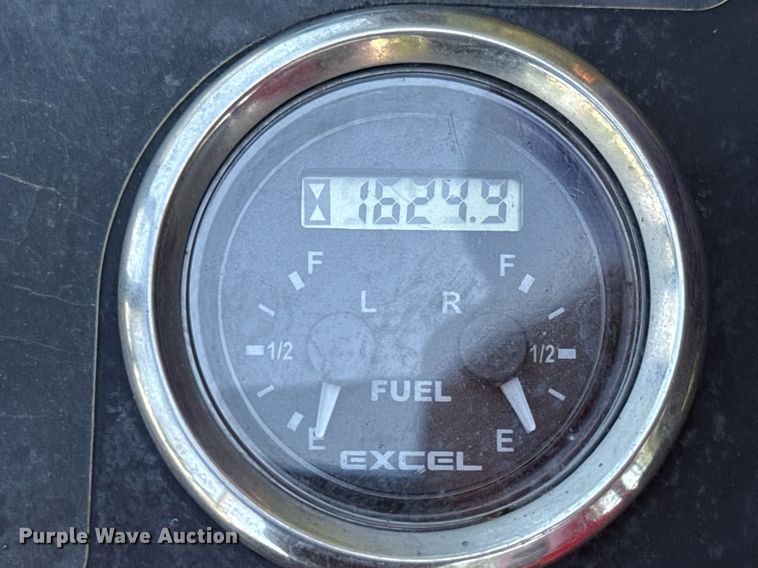 1624.9
F F
L R
1/2 1/2
FUEL
E E
EXCEL
Purple Wave Auction